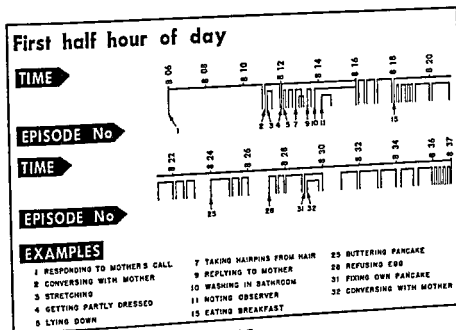 First half hour of day
TIME
8 06
8 08
8 10
8 12
8 14
8 16
8 18
8 20
EPISODE No
2 3 4 5 7 9 10 11 15
TIME
8 22
8 24
8 26
8 28
8 30
8 32
8 34
8 36
8 37
EPISODE No
25 28 31 32
EXAMPLES
1 RESPONDING TO MOTHER'S CALL
2 CONVERSING WITH MOTHER
3 STRETCHING
4 GETTING PARTLY DRESSED
5 LYING DOWN
7 TAKING HAIRPINS FROM HAIR
9 REPLYING TO MOTHER
10 WASHING IN BATHROOM
11 NOTING OBSERVER
15 EATING BREAKFAST
25 BUTTERING PANCAKE
28 REFUSING EGG
31 FIXING OWN PANCAKE
32 CONVERSING WITH MOTHER